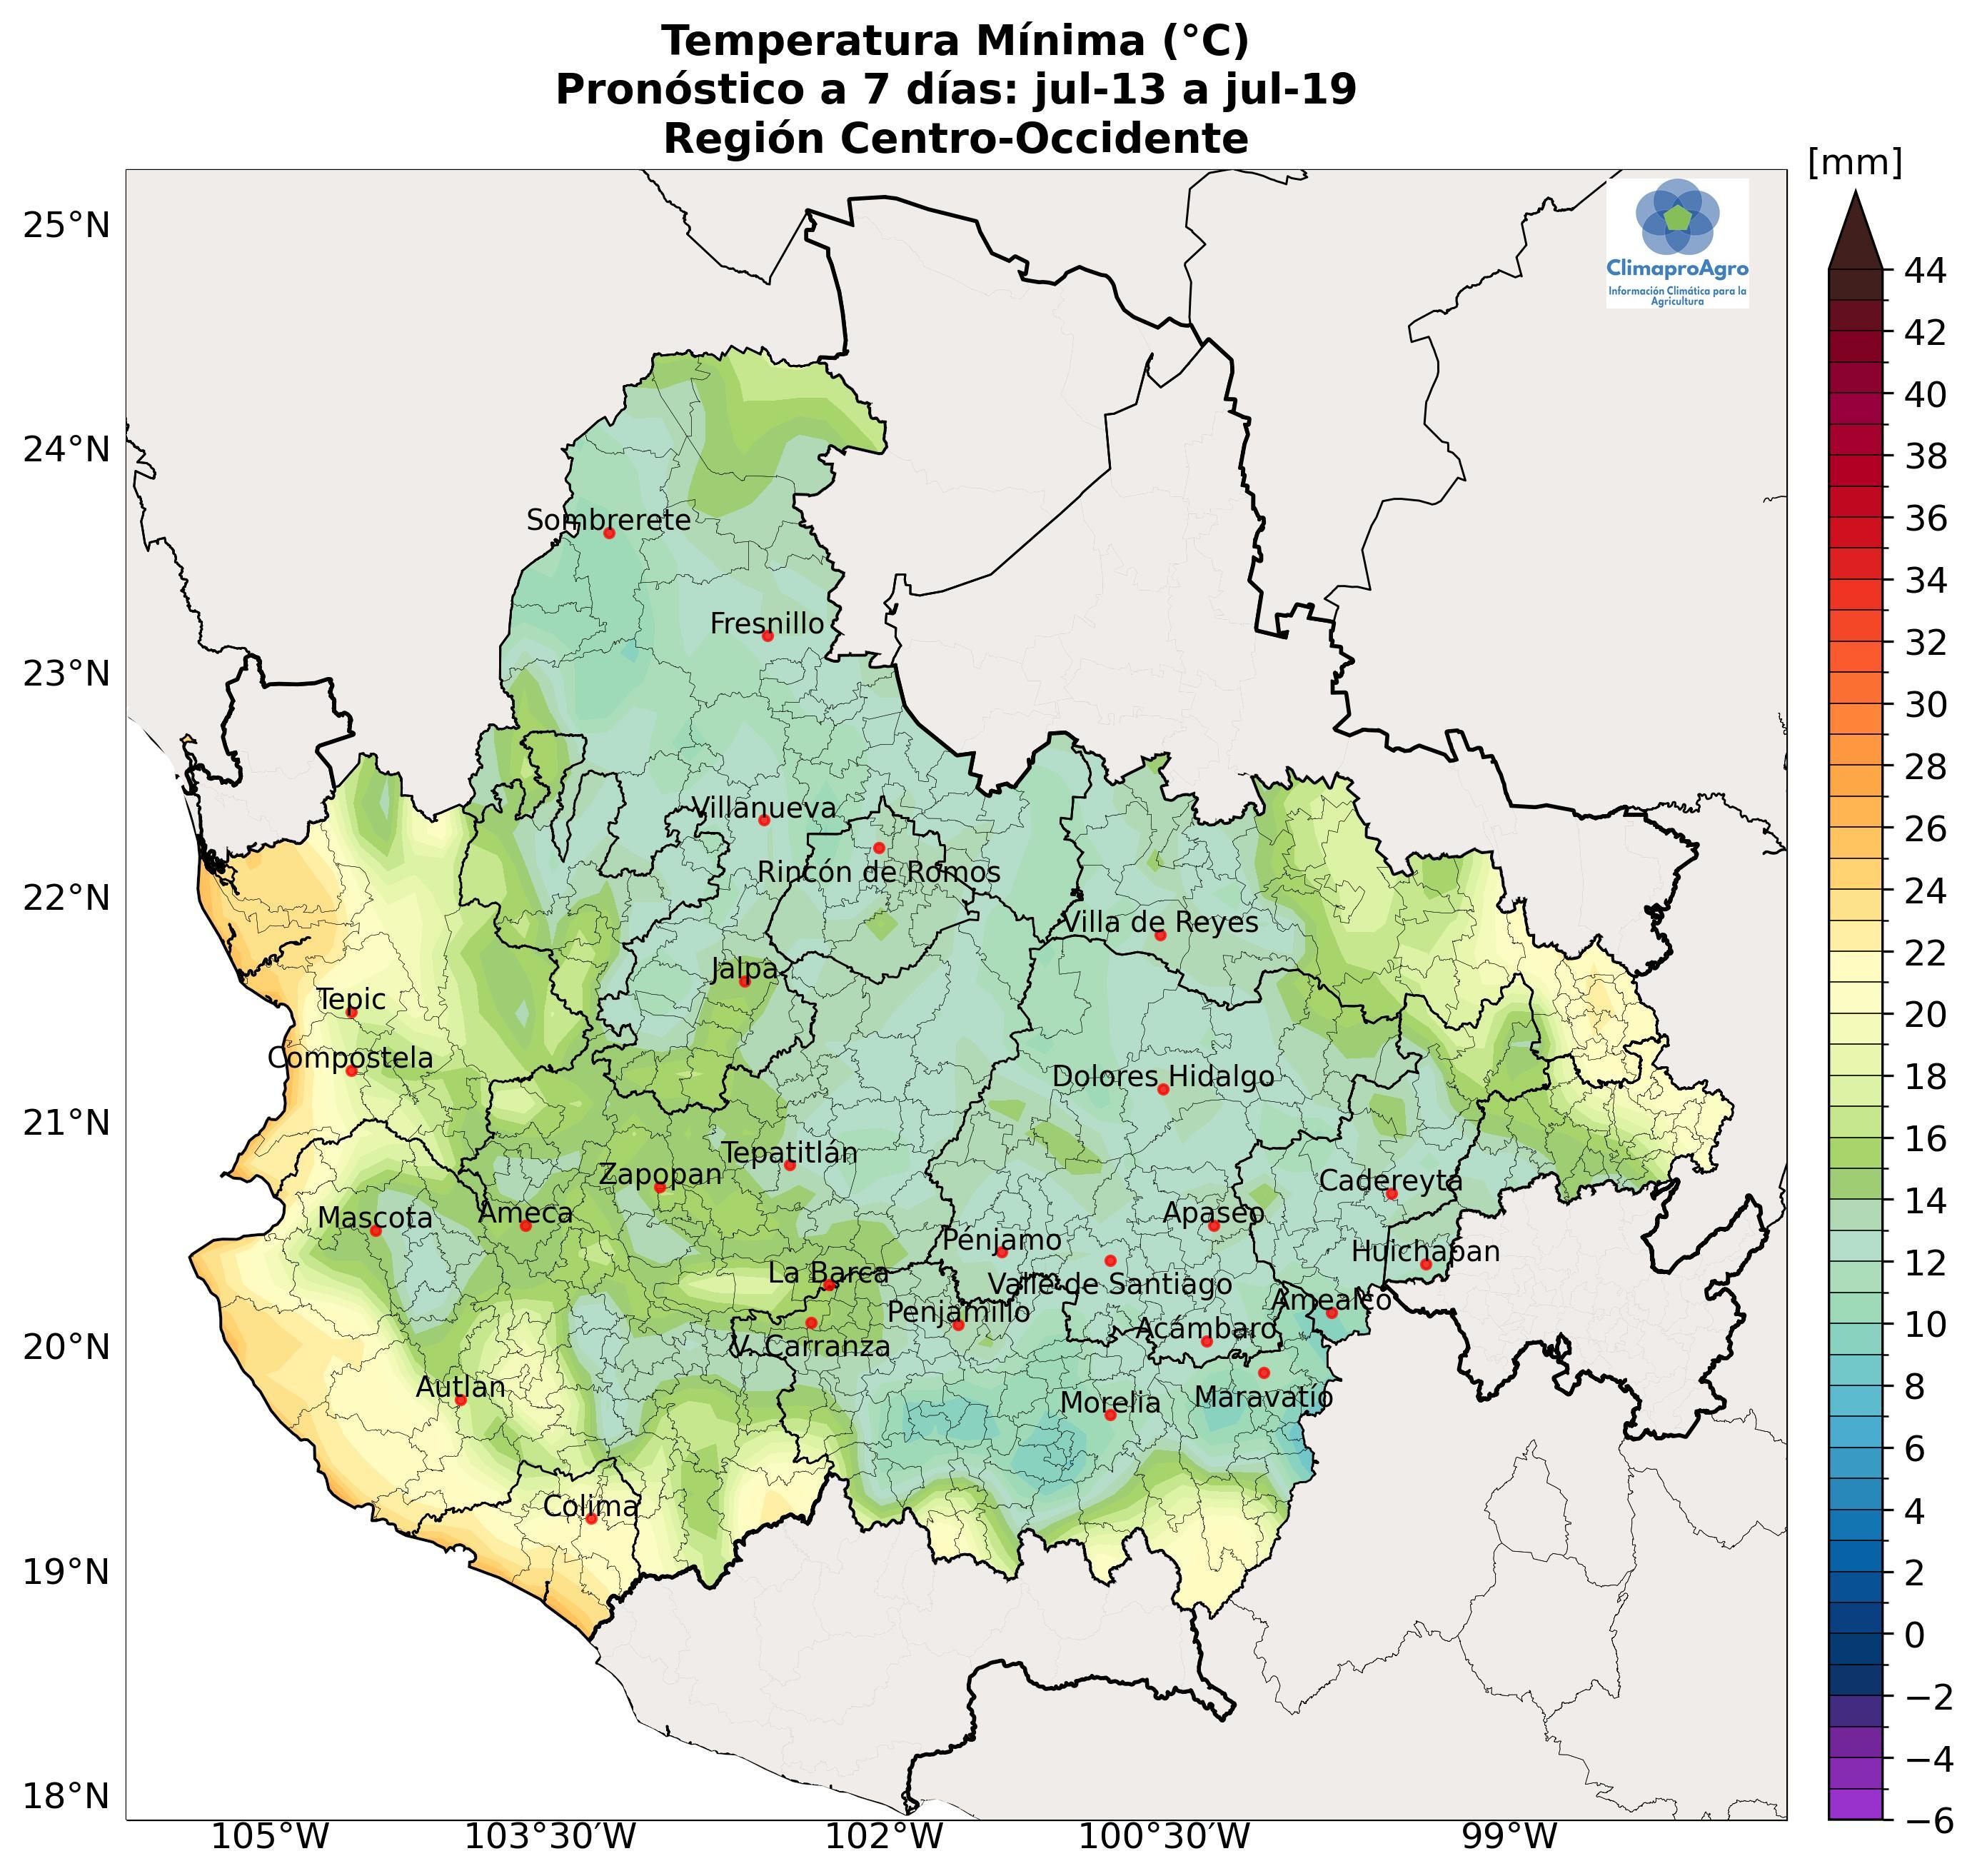 Temperatura Mínima (°C)
Pronóstico a 7 días: jul-13 a jul-19
Región Centro-Occidente
[mm]
ClimaproAgro
Información Climática para la
Agricultura
25°N
24°N
23°N
22°N
21°N
20°N
19°N
18°N
Sombrerete
Fresnillo
Villanueva
Rincón de Romos
Villa de Reyes
Jalpa
Tepic
Compostela
Dolores Hidalgo
Tepatitlán
Zapopan
Cadereyta
Mascota
Ameca
Apaseo
Pénjamo
Huichapan
La Barca
Valle de Santiago
Amealco
Penjamillo
Acámbaro
V. Carranza
Autlan
Maravatío
Morelia
Colima
105°W
103°30′W
102°W
100°30′W
99°W
44
42
40
38
36
34
32
30
28
26
24
22
20
18
16
14
12
10
8
6
4
2
0
−2
−4
−6